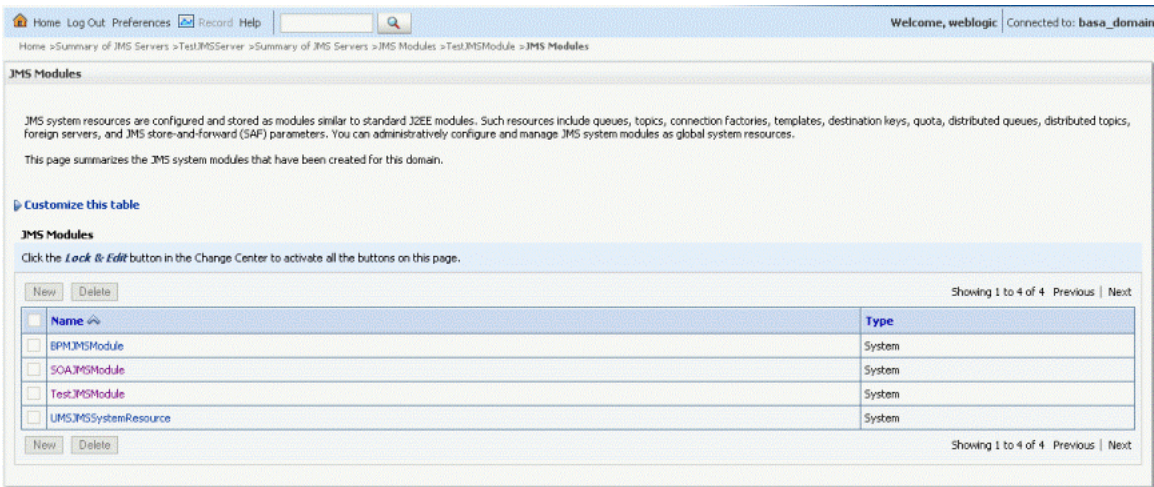 Home Log Out Preferences Record Help Welcome, weblogic Connected to: basa_domain
Home >Summary of JMS Servers >TestJMSServer >Summary of JMS Servers >JMS Modules >TestJMSModule >JMS Modules
JMS Modules
JMS system resources are configured and stored as modules similar to standard J2EE modules. Such resources include queues, topics, connection factories, templates, destination keys, quota, distributed queues, distributed topics,
foreign servers, and JMS store-and-forward (SAF) parameters. You can administratively configure and manage JMS system modules as global system resources.
This page summarizes the JMS system modules that have been created for this domain.
Customize this table
JMS Modules
Click the Lock & Edit button in the Change Center to activate all the buttons on this page.
New Delete Showing 1 to 4 of 4 Previous | Next
Name Type
BPMJMSModule System
SOAJMSModule System
TestJMSModule System
UMSJMSSystemResource System
New Delete Showing 1 to 4 of 4 Previous | Next